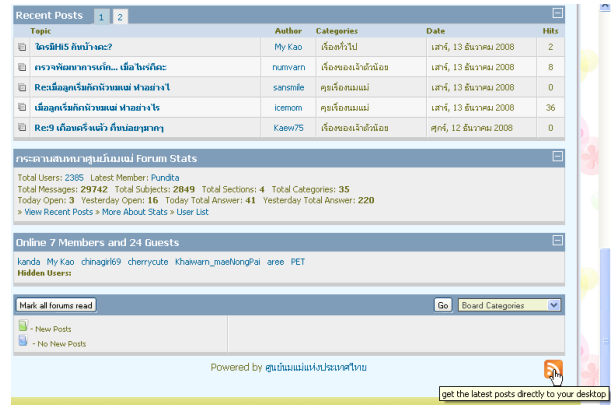 Recent Posts 1 2
Topic Author Categories Date Hits
ใครมีHi5 กันบ้างคะ? My Kao เรื่องทั่วไป เสาร์, 13 ธันวาคม 2008 2
ตรวจพัฒนาการเด็ก... เมื่อไหร่ดีคะ numvarn เรื่องของเจ้าตัวน้อย เสาร์, 13 ธันวาคม 2008 8
Re:เมื่อลูกเริ่มกัดหัวนมแม่ ทำอย่างไ sansmile คุยเรื่องนมแม่ เสาร์, 13 ธันวาคม 2008 0
เมื่อลูกเริ่มกัดหัวนมแม่ ทำอย่างไร icemom คุยเรื่องนมแม่ เสาร์, 13 ธันวาคม 2008 36
Re:9 เดือนครึ่งแล้ว ตื่นบ่อยๆมากๆ Kaew75 เรื่องของเจ้าตัวน้อย ศุกร์, 12 ธันวาคม 2008 0
กระดานสนทนาศูนย์นมแม่ Forum Stats
Total Users: 2385 Latest Member: Pundita
Total Messages: 29742 Total Subjects: 2849 Total Sections: 4 Total Categories: 35
Today Open: 3 Yesterday Open: 16 Today Total Answer: 41 Yesterday Total Answer: 220
» View Recent Posts » More About Stats » User List
Online 7 Members and 24 Guests
kanda My Kao chinagirl69 cherrycute Khaiwarn_maeNongPai aree PET
Hidden Users:
Mark all forums read Go Board Categories
- New Posts
- No New Posts
Powered by ศูนย์นมแม่แห่งประเทศไทย
get the latest posts directly to your desktop